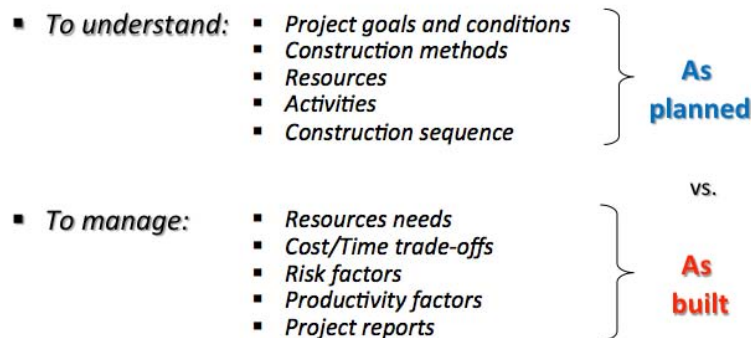 ▪ To understand: ▪ Project goals and conditions
▪ Construction methods
▪ Resources
▪ Activities
▪ Construction sequence
As
planned
vs.
▪ To manage: ▪ Resources needs
▪ Cost/Time trade-offs
▪ Risk factors
▪ Productivity factors
▪ Project reports
As
built